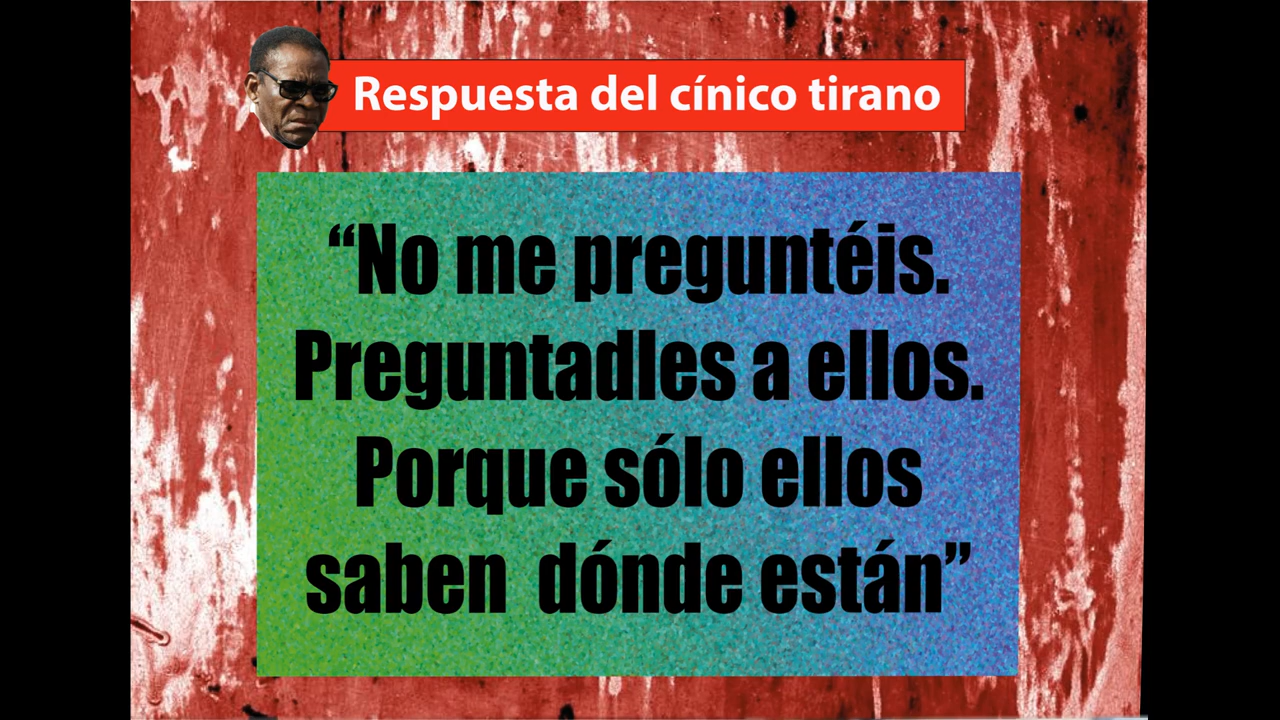 Respuesta del cínico tirano
“No me preguntéis.
Preguntadles a ellos.
Porque sólo ellos
saben dónde están”